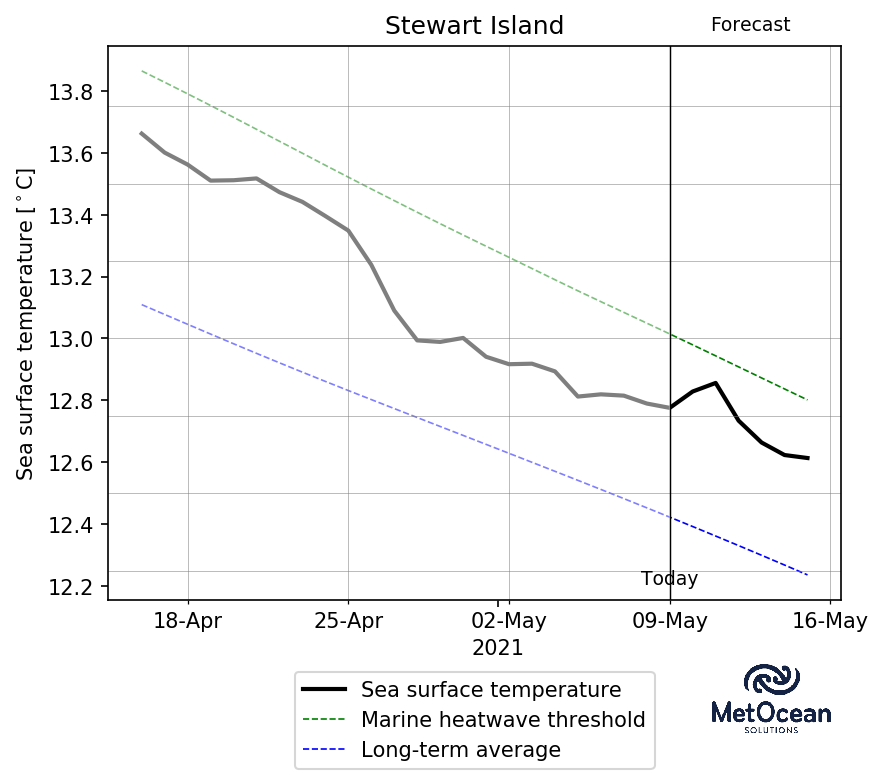 Stewart Island
Forecast
Sea surface temperature [°C]
13.8
13.6
13.4
13.2
13.0
12.8
12.6
12.4
12.2
Today
18-Apr 25-Apr 02-May 09-May 16-May
2021
Sea surface temperature
Marine heatwave threshold
Long-term average
MetOcean
SOLUTIONS